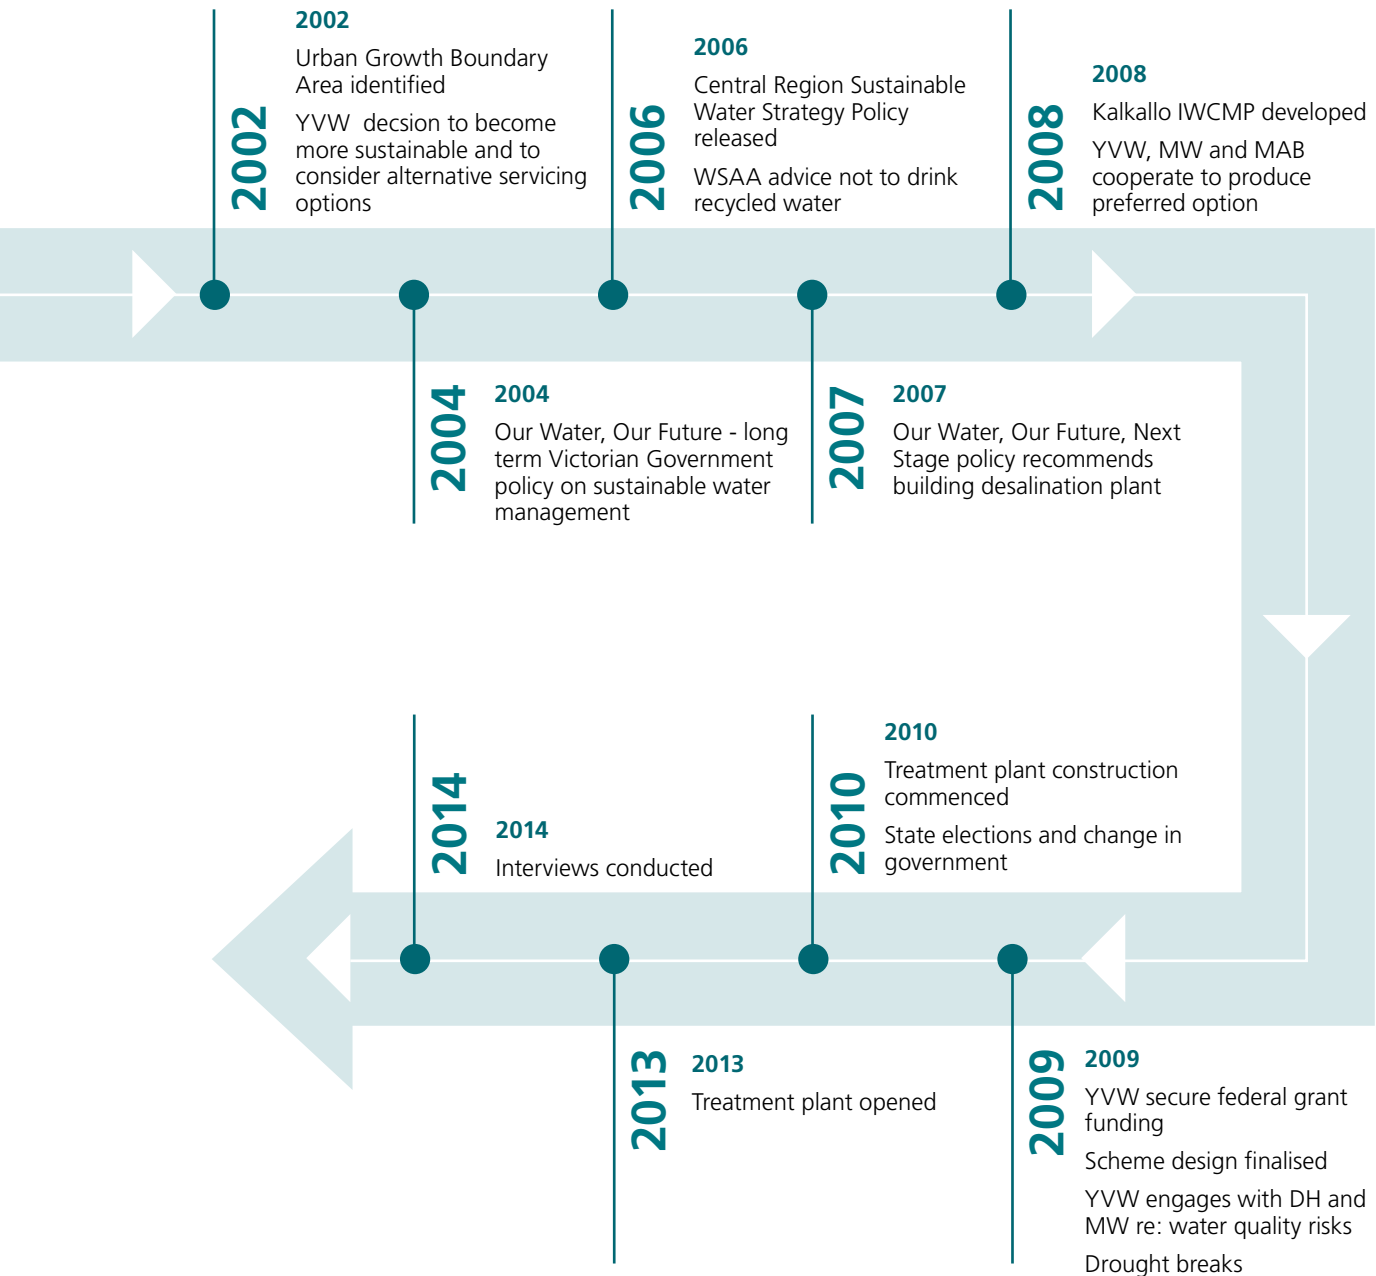 2002
2002
Urban Growth Boundary
Area identified
YVW decsion to become
more sustainable and to
consider alternative servicing
options
2004
2004
Our Water, Our Future - long
term Victorian Government
policy on sustainable water
management
2006
2006
Central Region Sustainable
Water Strategy Policy
released
WSAA advice not to drink
recycled water
2007
2007
Our Water, Our Future, Next
Stage policy recommends
building desalination plant
2008
2008
Kalkallo IWCMP developed
YVW, MW and MAB
cooperate to produce
preferred option
2009
2009
YVW secure federal grant
funding
Scheme design finalised
YVW engages with DH and
MW re: water quality risks
Drought breaks
2010
2010
Treatment plant construction
commenced
State elections and change in
government
2013
2013
Treatment plant opened
2014
2014
Interviews conducted